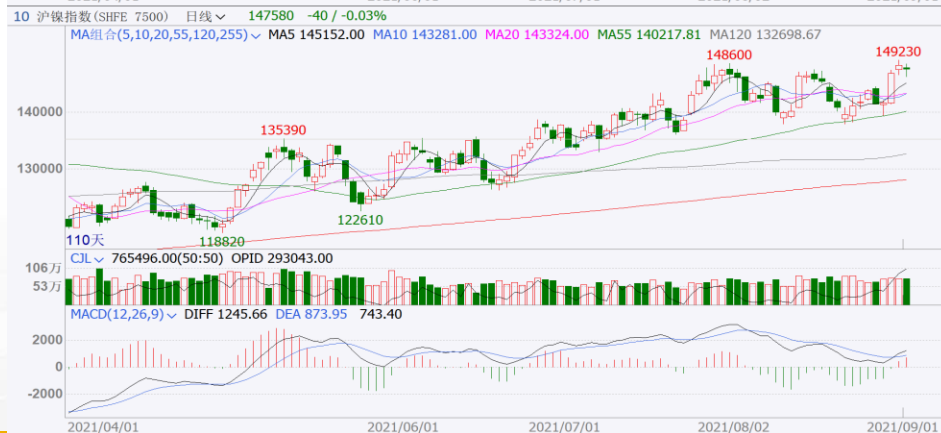 10 沪镍指数(SHFE 7500) 日线 147580 -40 / -0.03%
MA组合(5,10,20,55,120,255) MA5 145152.00 MA10 143281.00 MA20 143324.00 MA55 140217.81 MA120 132698.67
149230
148600
140000
135390
130000
122610
118820
110天
CJL 765496.00(50:50) OPID 293043.00
106万
53万
MACD(12,26,9) DIFF 1245.66 DEA 873.95 743.40
2000
0
-2000
2021/04/01 2021/06/01 2021/07/01 2021/08/02 2021/09/01